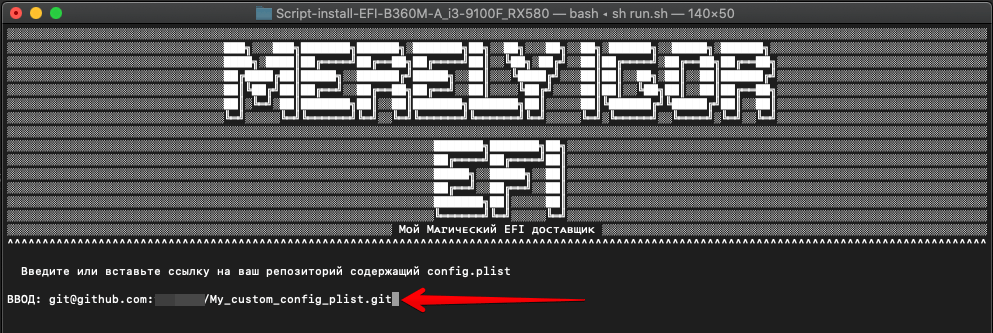 Script-install-EFI-B360M-A_i3-9100F_RX580 — bash ◂ sh run.sh — 140×50
MERELY IGOR
EFI
Мой Магический EFI доставщик
Введите или вставьте ссылку на ваш репозиторий содержащий config.plist
ВВОД: git@github.com: /My_custom_config_plist.git